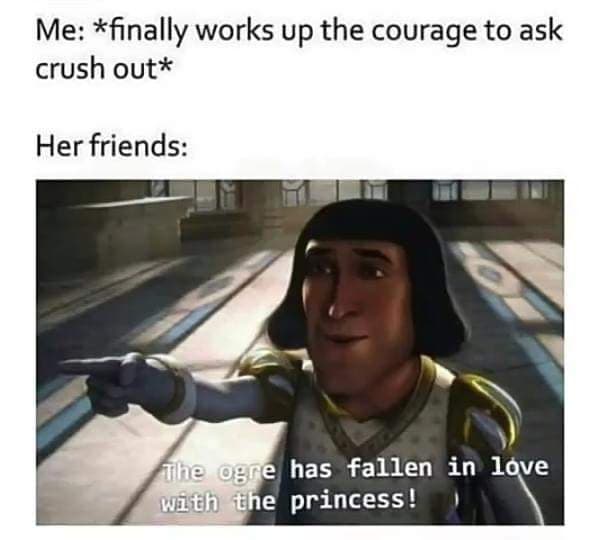 Me: *finally works up the courage to ask
crush out*
Her friends:
The ogre has fallen in love
with the princess!